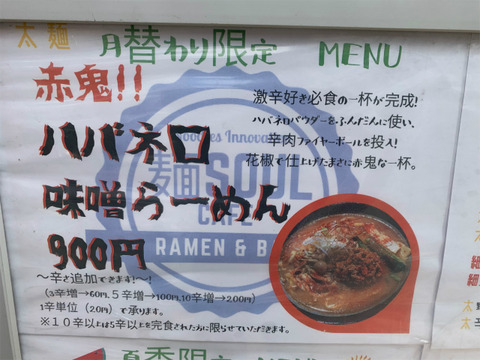 太麺 月替わり限定 MENU
赤鬼!!
激辛好き必食の一杯が完成!
ハバネロパウダーをふんだんに使い、
辛肉ファイヤーボールを投入!
花椒で仕上げたまさに赤鬼な一杯。
ハバネロ
味噌らーめん
900円
Noodles Innovat
麺SOUL
CAFE
RAMEN & B
~辛さ追加できます!~!
(3辛増→60円、5辛増→100円、10辛増→200円)
1辛単位(20円)で承ります。
※10辛以上は5辛以上を完食された方に限らせていただきます。